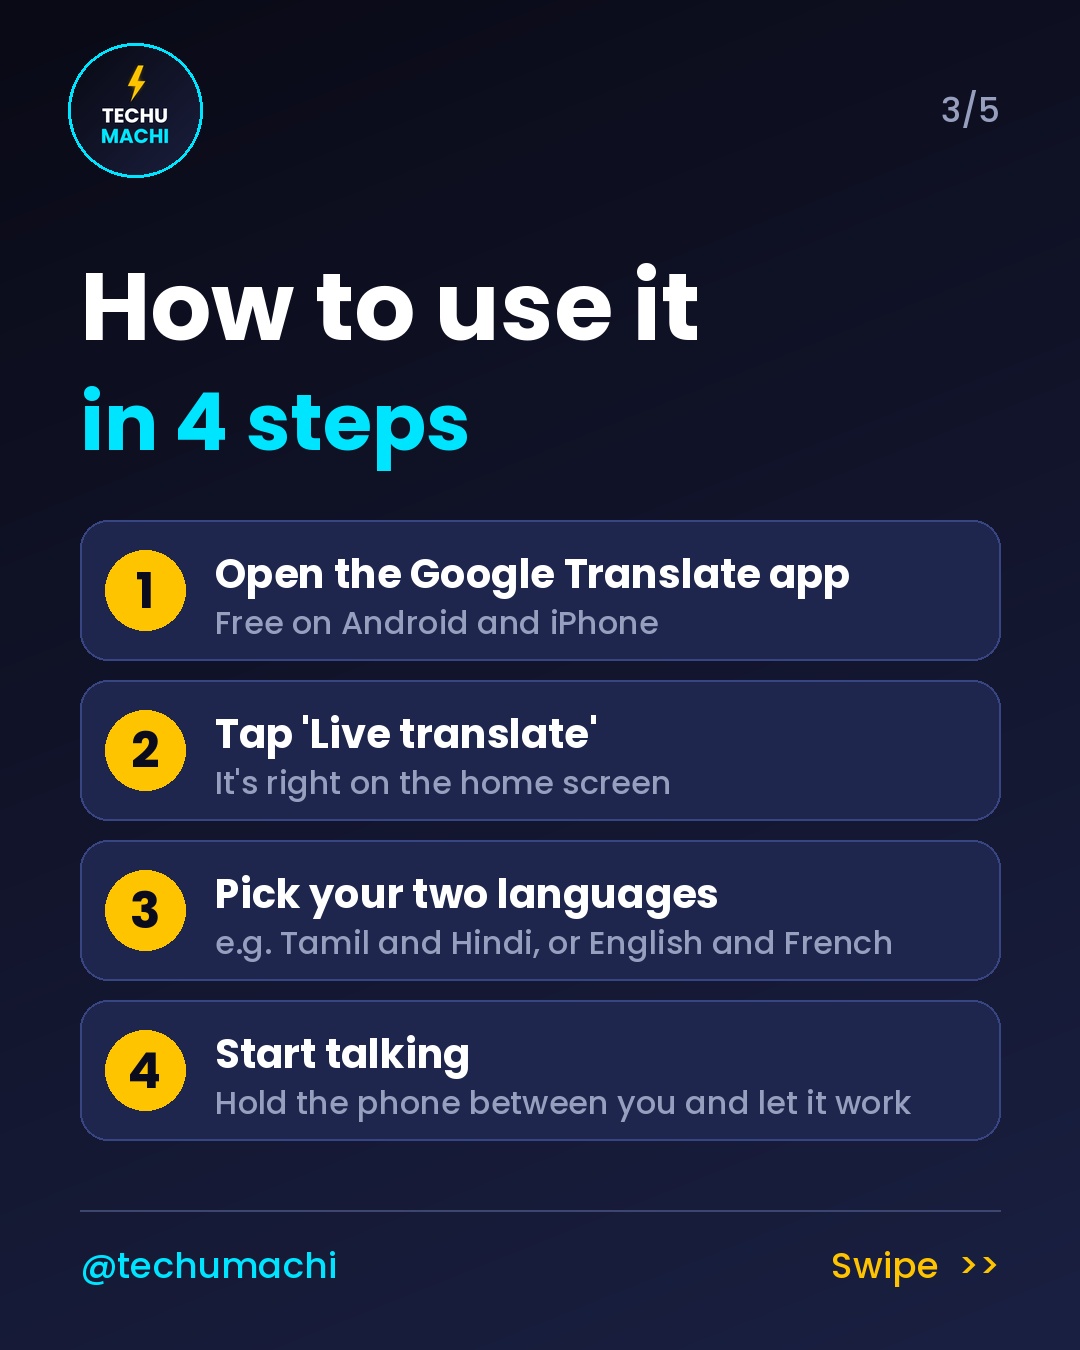 TECHU
MACHI
3/5
How to use it
in 4 steps
1
Open the Google Translate app
Free on Android and iPhone
2
Tap 'Live translate'
It's right on the home screen
3
Pick your two languages
e.g. Tamil and Hindi, or English and French
4
Start talking
Hold the phone between you and let it work
@techumachi
Swipe >>